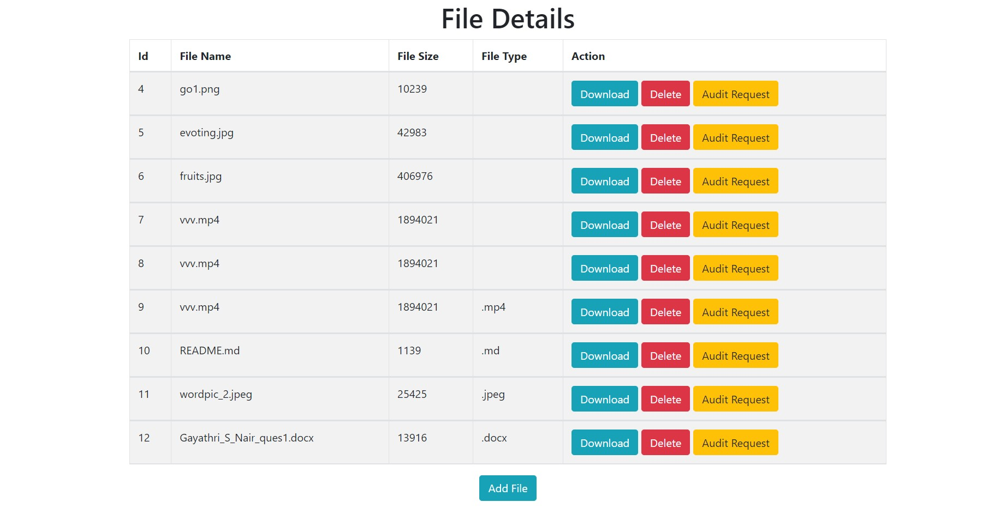 File Details
Id File Name File Size File Type Action
4 go1.png 10239 Download Delete Audit Request
5 evoting.jpg 42983 Download Delete Audit Request
6 fruits.jpg 406976 Download Delete Audit Request
7 vvv.mp4 1894021 Download Delete Audit Request
8 vvv.mp4 1894021 Download Delete Audit Request
9 vvv.mp4 1894021 .mp4 Download Delete Audit Request
10 README.md 1139 .md Download Delete Audit Request
11 wordpic_2.jpeg 25425 .jpeg Download Delete Audit Request
12 Gayathri_S_Nair_ques1.docx 13916 .docx Download Delete Audit Request
Add File